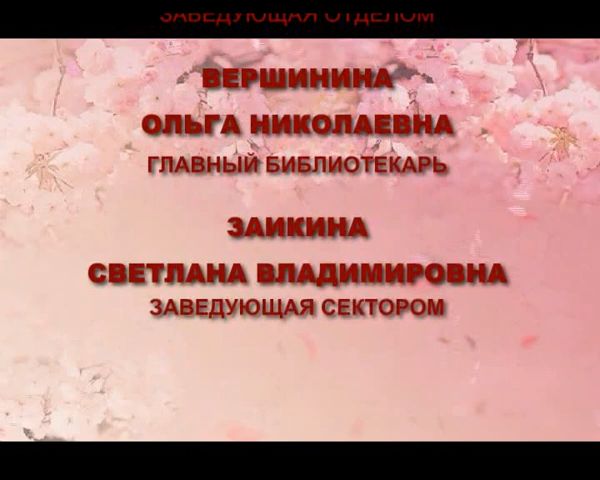 ЗАВЕДУЮЩАЯ ОТДЕЛОМ
ВЕРШИНИНА
ОЛЬГА НИКОЛАЕВНА
ГЛАВНЫЙ БИБЛИОТЕКАРЬ
ЗАИКИНА
СВЕТЛАНА ВЛАДИМИРОВНА
ЗАВЕДУЮЩАЯ СЕКТОРОМ